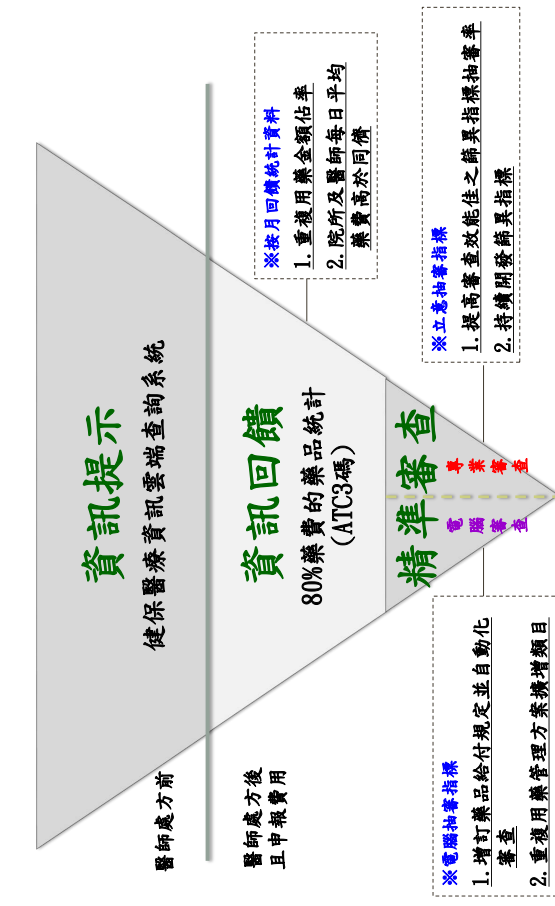 資訊提示
健保醫療資訊雲端查詢系統
醫師處方前
醫師處方後
且申報費用
資訊回饋
80%藥費的藥品統計
(ATC3碼)
※按月回饋統計資料
1.重複用藥金額佔率
2.院所及醫師每日平均
藥費高於同儕
精準審查
電腦審查
專業審查
※電腦抽審指標
1.增訂藥品給付規定並自動化
審查
2.重複用藥管理方案擴增類目
※立意抽審指標
1.提高審查效能佳之篩異指標抽審率
2.持續開發篩異指標